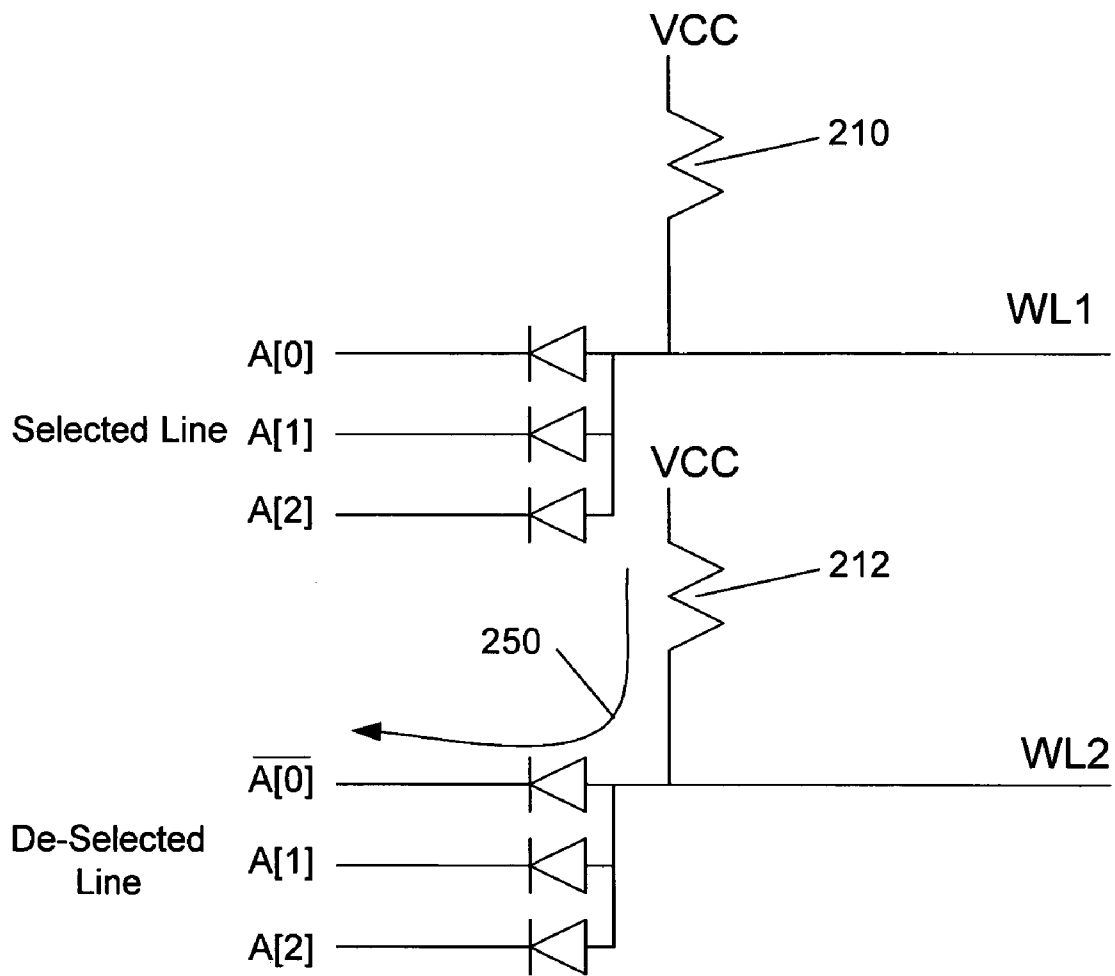 VCC
210
WL1
A[0]
Selected Line A[1]
VCC
A[2]
212
250
WL2
A̅[̅0̅]̅
De-Selected
Line
A[1]
A[2]